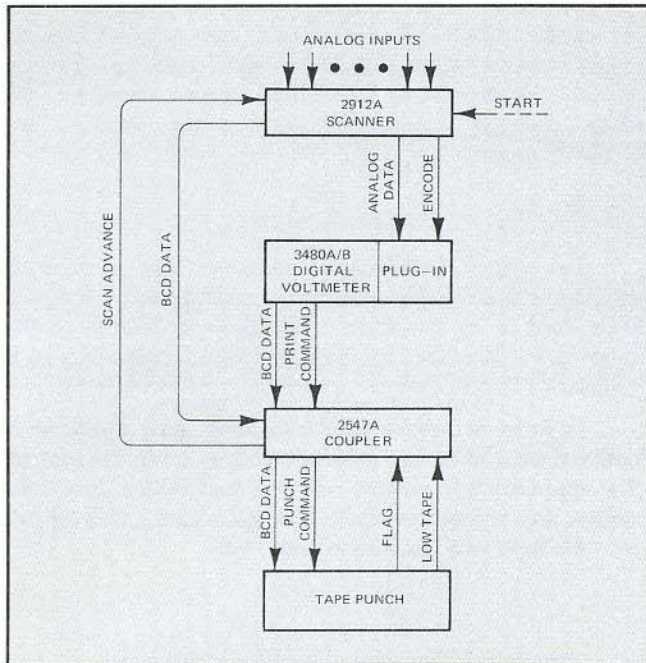 ANALOG INPUTS
2912A
SCANNER
START
ANALOG
DATA
ENCODE
SCAN ADVANCE
BCD DATA
3480A/B
DIGITAL
VOLTMETER
PLUG-IN
BCD DATA
PRINT
COMMAND
2547A
COUPLER
BCD DATA
PUNCH
COMMAND
FLAG
LOW TAPE
TAPE PUNCH